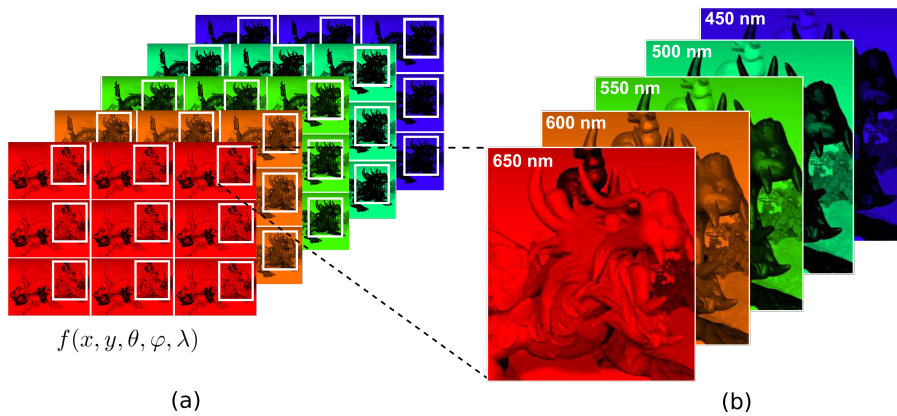 450 nm
500 nm
550 nm
600 nm
650 nm
f(x, y, θ, φ, λ)
(a)
(b)